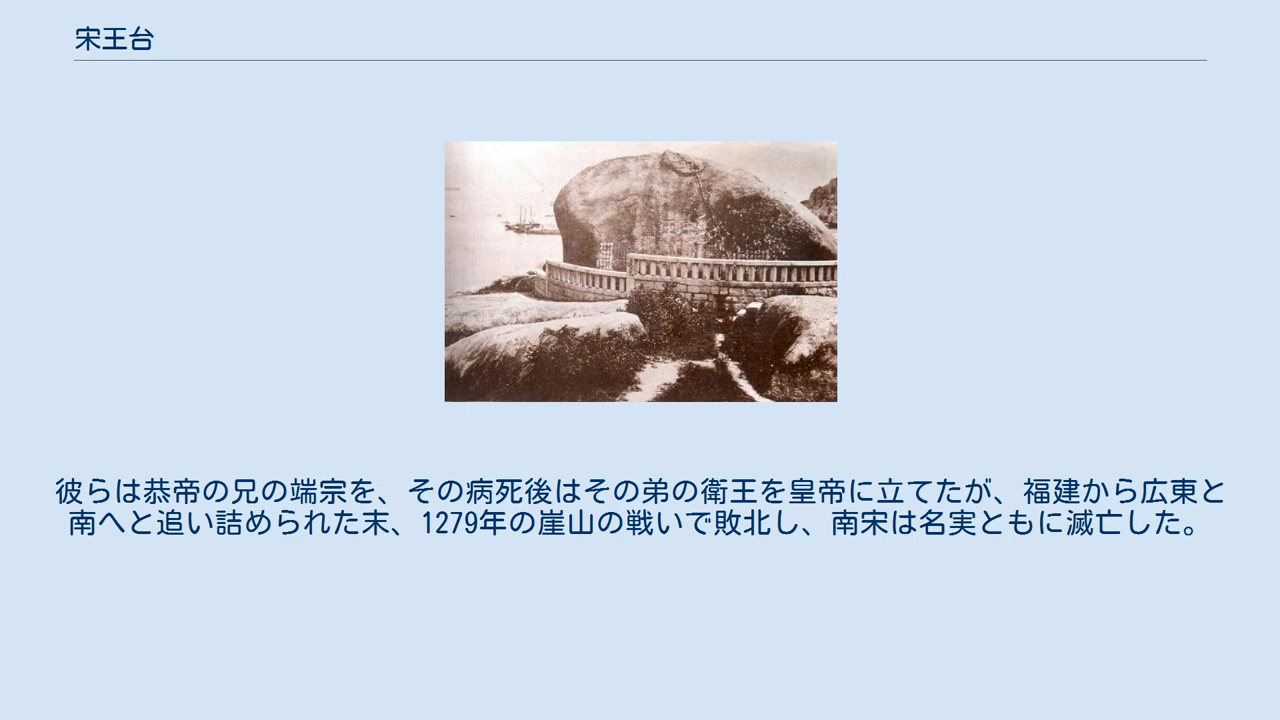 宋王台
彼らは恭帝の兄の端宗を、その病死後はその弟の衛王を皇帝に立てたが、福建から広東と
南へと追い詰められた末、1279年の崖山の戦いで敗北し、南宋は名実ともに滅亡した。